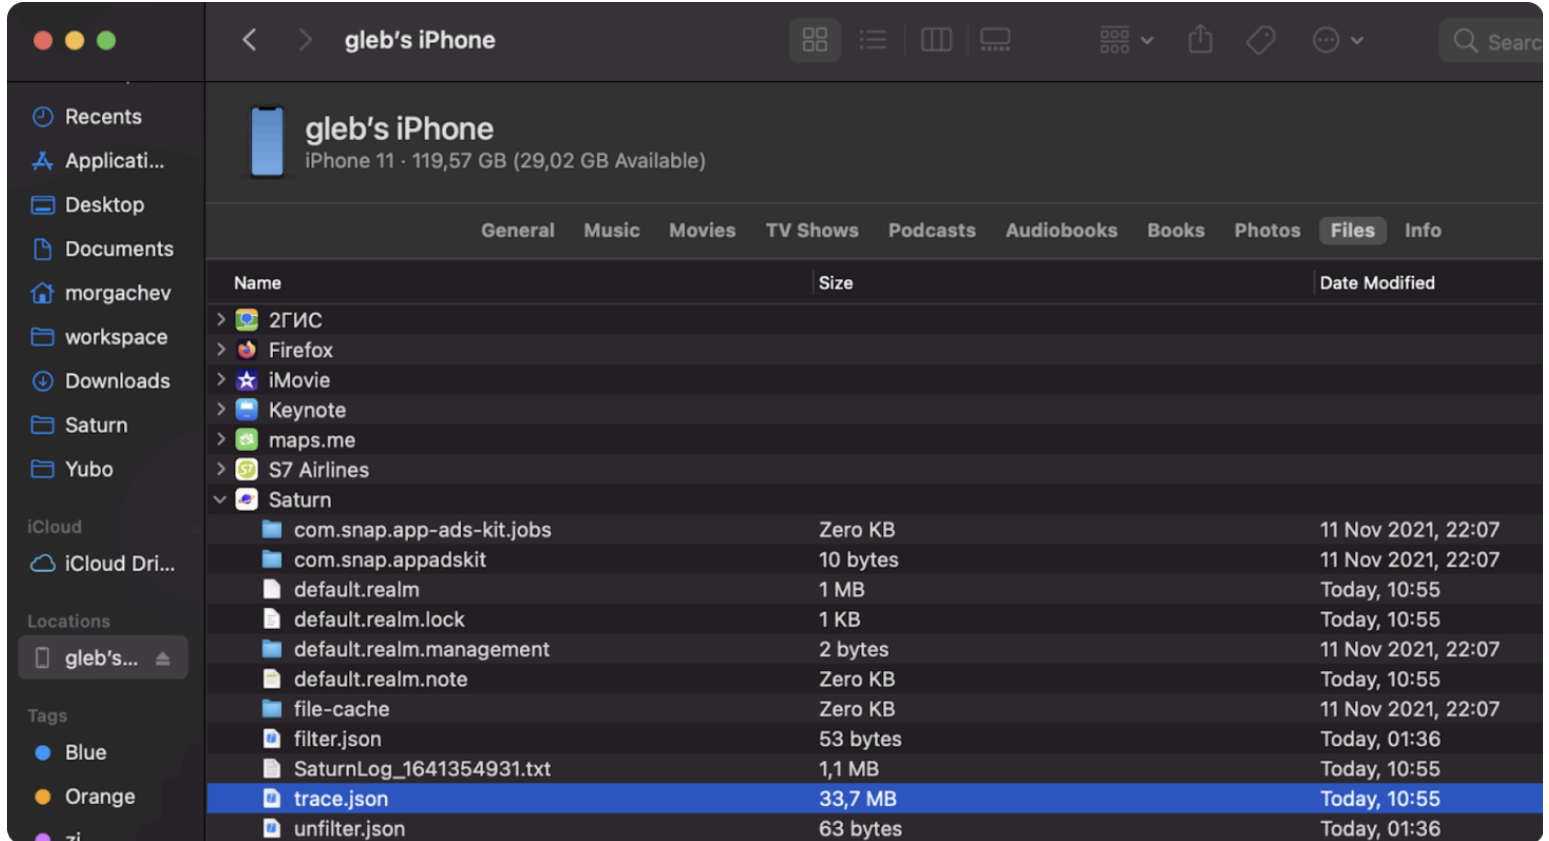 gleb's iPhone
Searc
Recents
Applicati...
Desktop
Documents
morgachev
workspace
Downloads
Saturn
Yubo
iCloud
iCloud Dri...
Locations
gleb's...
Tags
Blue
Orange
gleb's iPhone
iPhone 11 · 119,57 GB (29,02 GB Available)
General Music Movies TV Shows Podcasts Audiobooks Books Photos Files Info
Name Size Date Modified
2ГИС
Firefox
iMovie
Keynote
maps.me
S7 Airlines
Saturn
com.snap.app-ads-kit.jobs Zero KB 11 Nov 2021, 22:07
com.snap.appadskit 10 bytes 11 Nov 2021, 22:07
default.realm 1 MB Today, 10:55
default.realm.lock 1 KB Today, 10:55
default.realm.management 2 bytes 11 Nov 2021, 22:07
default.realm.note Zero KB Today, 10:55
file-cache Zero KB 11 Nov 2021, 22:07
filter.json 53 bytes Today, 01:36
SaturnLog_1641354931.txt 1,1 MB Today, 10:55
trace.json 33,7 MB Today, 10:55
unfilter.json 63 bytes Today, 01:36